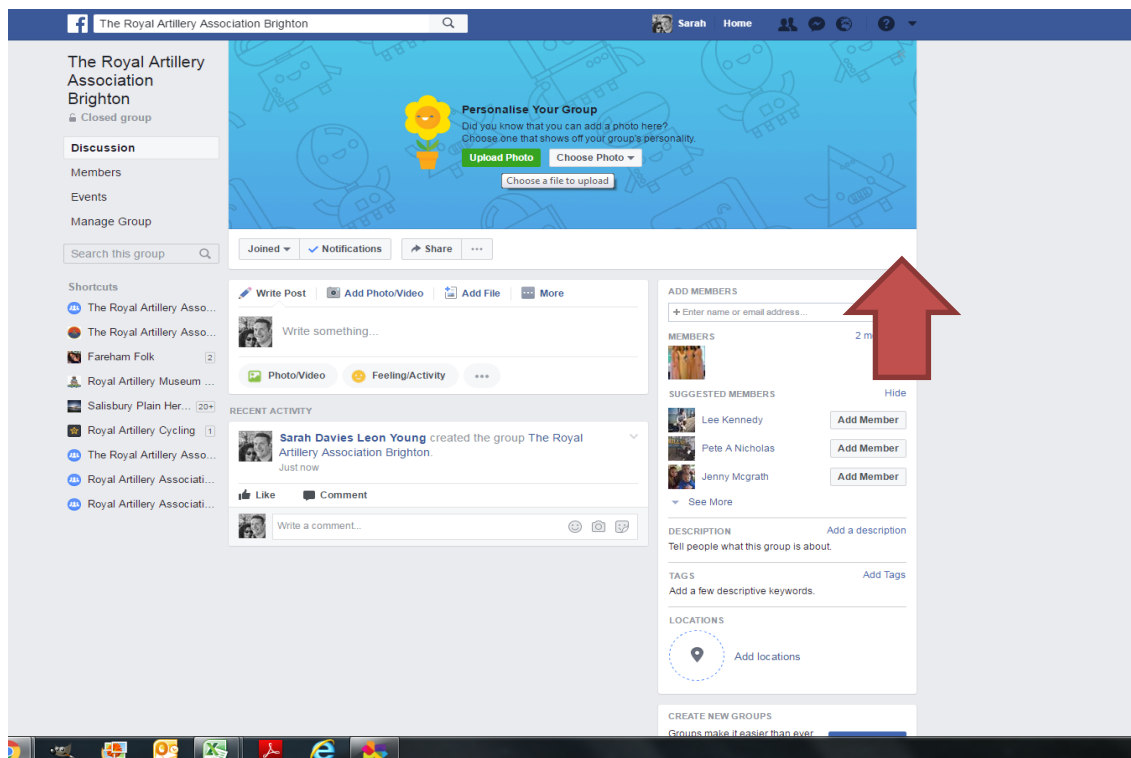 The Royal Artillery Association Brighton
Sarah Home
The Royal Artillery
Association
Brighton
Closed group
Discussion
Members
Events
Manage Group
Search this group
Shortcuts
The Royal Artillery Asso...
The Royal Artillery Asso...
Fareham Folk 2
Royal Artillery Museum ...
Salisbury Plain Her... 20+
Royal Artillery Cycling 1
The Royal Artillery Asso...
Royal Artillery Associati...
Royal Artillery Associati...
Personalise Your Group
Did you know that you can add a photo here?
Choose one that shows off your group's personality.
Upload Photo Choose Photo
Choose a file to upload
Joined Notifications Share ...
Write Post Add Photo/Video Add File More
Write something...
Photo/Video Feeling/Activity
RECENT ACTIVITY
Sarah Davies Leon Young created the group The Royal
Artillery Association Brighton.
Just now
Like Comment
Write a comment...
ADD MEMBERS
+ Enter name or email address...
MEMBERS 2
SUGGESTED MEMBERS Hide
Lee Kennedy Add Member
Pete A Nicholas Add Member
Jenny Mcgrath Add Member
See More
DESCRIPTION Add a description
Tell people what this group is about.
TAGS Add Tags
Add a few descriptive keywords.
LOCATIONS
Add locations
CREATE NEW GROUPS
Groups make it easier than ever